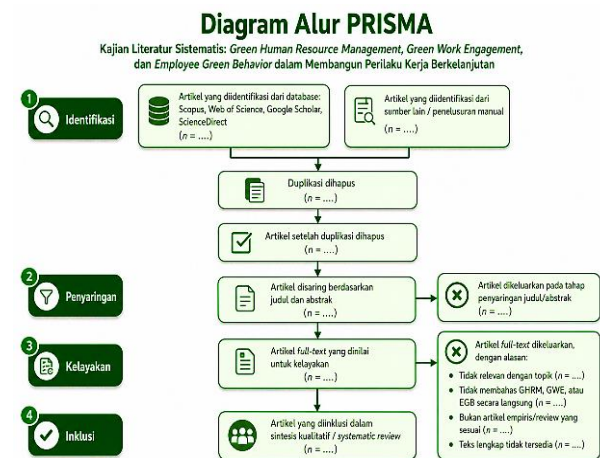 Diagram Alur PRISMA
Kajian Literatur Sistematis: Green Human Resource Management, Green Work Engagement,
dan Employee Green Behavior dalam Membangun Perilaku Kerja Berkelanjutan
1
Identifikasi
Artikel yang diidentifikasi dari database:
Scopus, Web of Science, Google Scholar,
ScienceDirect
(n = ....)
Artikel yang diidentifikasi dari
sumber lain / penelusuran manual
(n = ....)
Duplikasi dihapus
(n = ....)
Artikel setelah duplikasi dihapus
(n = ....)
2
Penyaringan
Artikel disaring berdasarkan
judul dan abstrak
(n = ....)
Artikel dikeluarkan pada tahap
penyaringan judul/abstrak
(n = ....)
3
Kelayakan
Artikel full-text yang dinilai
untuk kelayakan
(n = ....)
Artikel full-text dikeluarkan,
dengan alasan:
• Tidak relevan dengan topik (n = ....)
• Tidak membahas GHRM, GWE, atau
EGB secara langsung (n = ....)
• Bukan artikel empiris/review yang
sesuai (n = ....)
• Teks lengkap tidak tersedia (n = ....)
4
Inklusi
Artikel yang diinklusi dalam
sintesis kualitatif / systematic review
(n = ....)